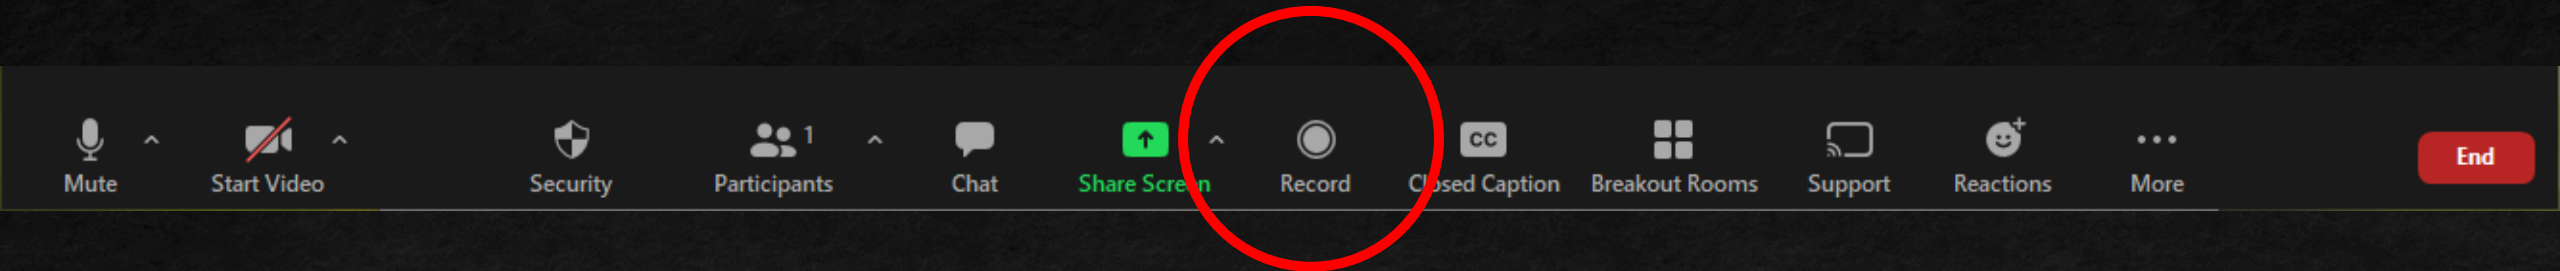 1
CC
Mute
Start Video
Security
Participants
Chat
Share Screen
Record
Closed Caption
Breakout Rooms
Support
Reactions
More
End